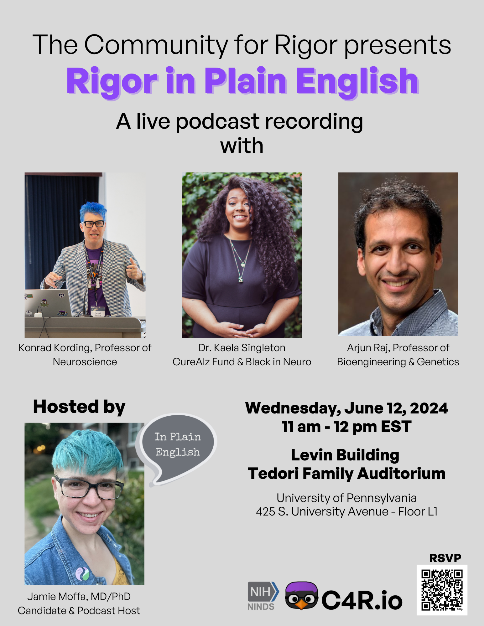 The Community for Rigor presents
Rigor in Plain English
A live podcast recording
with
Konrad Kording, Professor of
Neuroscience
Dr. Kaela Singleton
CureAlz Fund & Black in Neuro
Arjun Raj, Professor of
Bioengineering & Genetics
Hosted by
In Plain
English
Jamie Moffa, MD/PhD
Candidate & Podcast Host
Wednesday, June 12, 2024
11 am - 12 pm EST
Levin Building
Tedori Family Auditorium
University of Pennsylvania
425 S. University Avenue - Floor L1
RSVP
NIH
NINDS
C4R.io